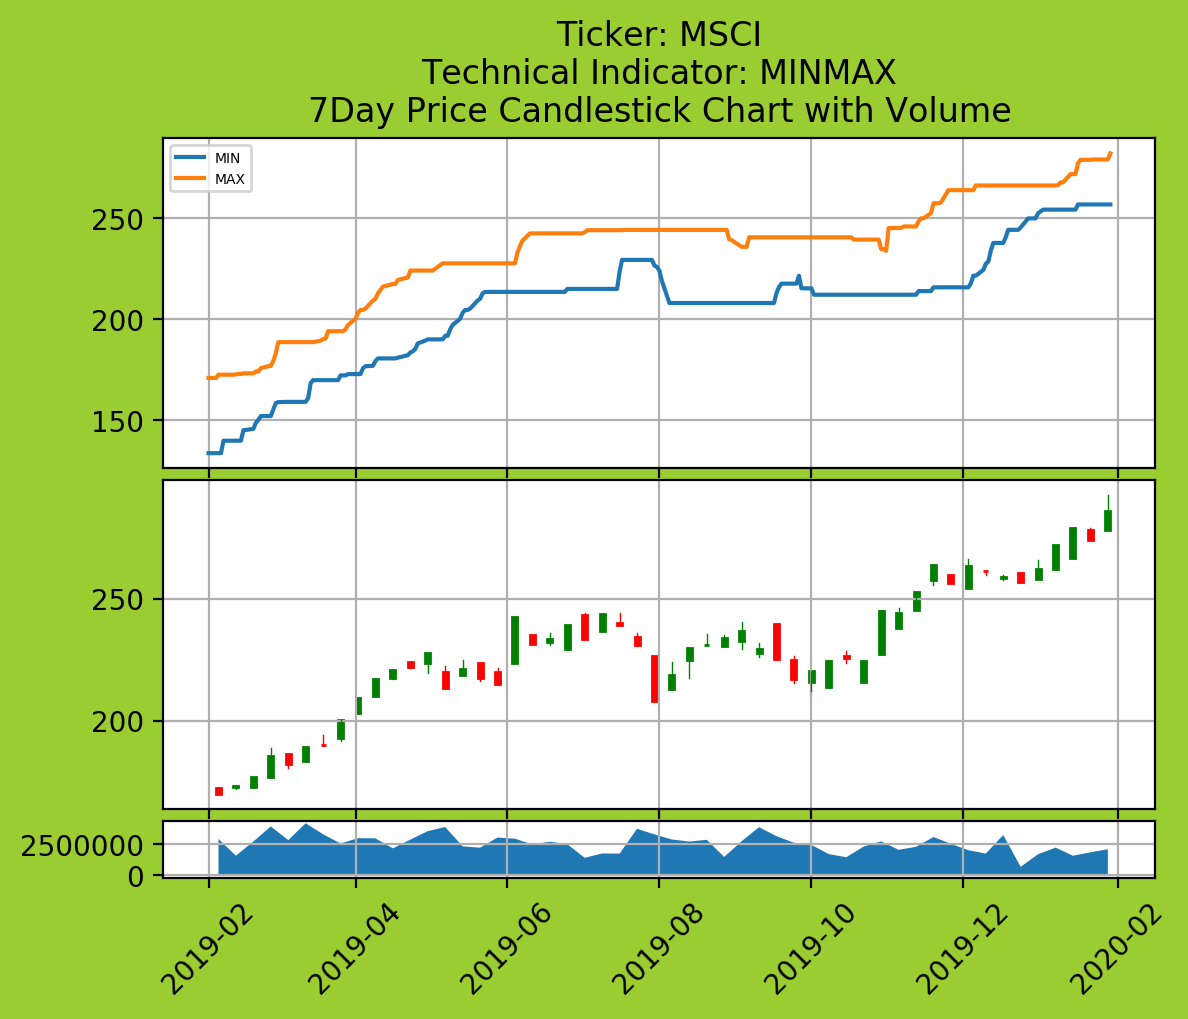 Ticker: MSCI
Technical Indicator: MINMAX
7Day Price Candlestick Chart with Volume
MIN
MAX
250
200
150
250
200
2500000
0
2019-02
2019-04
2019-06
2019-08
2019-10
2019-12
2020-02